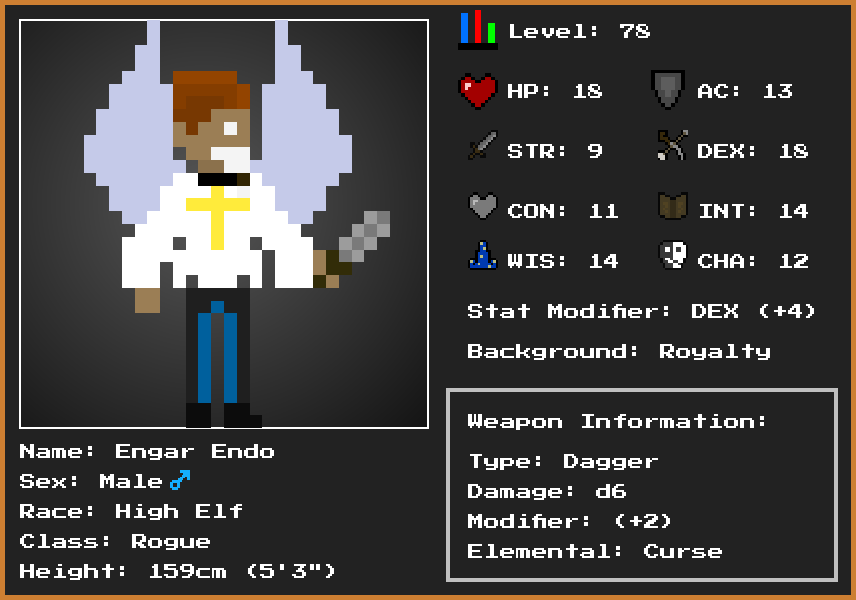 Level: 78
HP: 18
AC: 13
STR: 9
DEX: 18
CON: 11
INT: 14
WIS: 14
CHA: 12
Stat Modifier: DEX (+4)
Background: Royalty
Weapon Information:
Type: Dagger
Damage: d6
Modifier: (+2)
Elemental: Curse
Name: Engar Endo
Sex: Male♂
Race: High Elf
Class: Rogue
Height: 159cm (5'3")